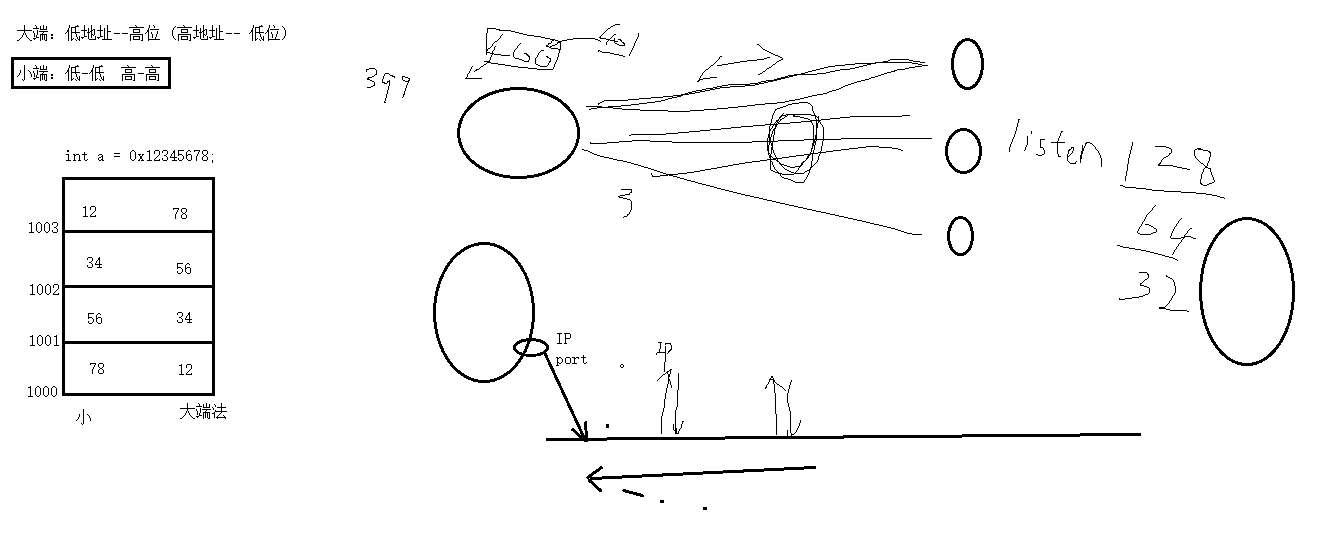 大端：低地址--高位（高地址-- 低位）
小端：低-低 高-高
int a = 0x12345678;
12 78
1003
34 56
1002
56 34
1001
78 12
1000
小 大端法
399
3
listen 128
64
32
IP
port
IP